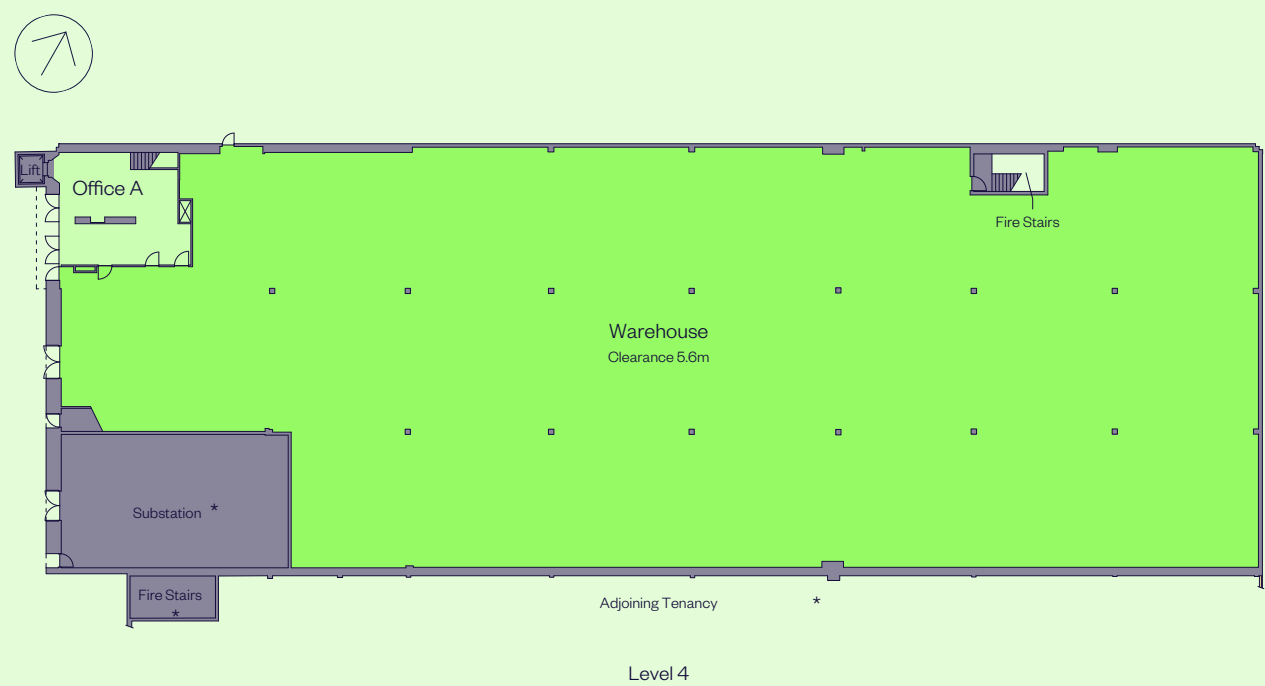 Lift
Office A
Fire Stairs
Warehouse
Clearance 5.6m
Substation *
Fire Stairs
*
Adjoining Tenancy *
Level 4